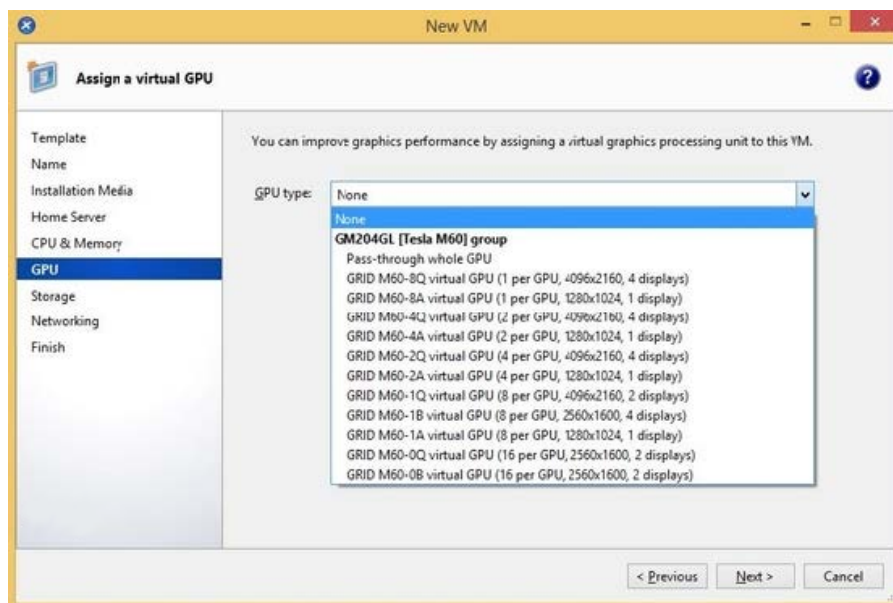 New VM
Assign a virtual GPU
Template
Name
Installation Media
Home Server
CPU & Memory
GPU
Storage
Networking
Finish
You can improve graphics performance by assigning a virtual graphics processing unit to this VM.
GPU type: None
None
GM204GL [Tesla M60] group
Pass-through whole GPU
GRID M60-8Q virtual GPU (1 per GPU, 4096x2160, 4 displays)
GRID M60-8A virtual GPU (1 per GPU, 1280x1024, 1 display)
GRID M60-4Q virtual GPU (2 per GPU, 4096x2160, 4 displays)
GRID M60-4A virtual GPU (2 per GPU, 1280x1024, 1 display)
GRID M60-2Q virtual GPU (4 per GPU, 4096x2160, 4 displays)
GRID M60-2A virtual GPU (4 per GPU, 1280x1024, 1 display)
GRID M60-1Q virtual GPU (8 per GPU, 4096x2160, 2 displays)
GRID M60-1B virtual GPU (8 per GPU, 2560x1600, 4 displays)
GRID M60-1A virtual GPU (8 per GPU, 1280x1024, 1 display)
GRID M60-0Q virtual GPU (16 per GPU, 2560x1600, 2 displays)
GRID M60-0B virtual GPU (16 per GPU, 2560x1600, 2 displays)
< Previous
Next >
Cancel